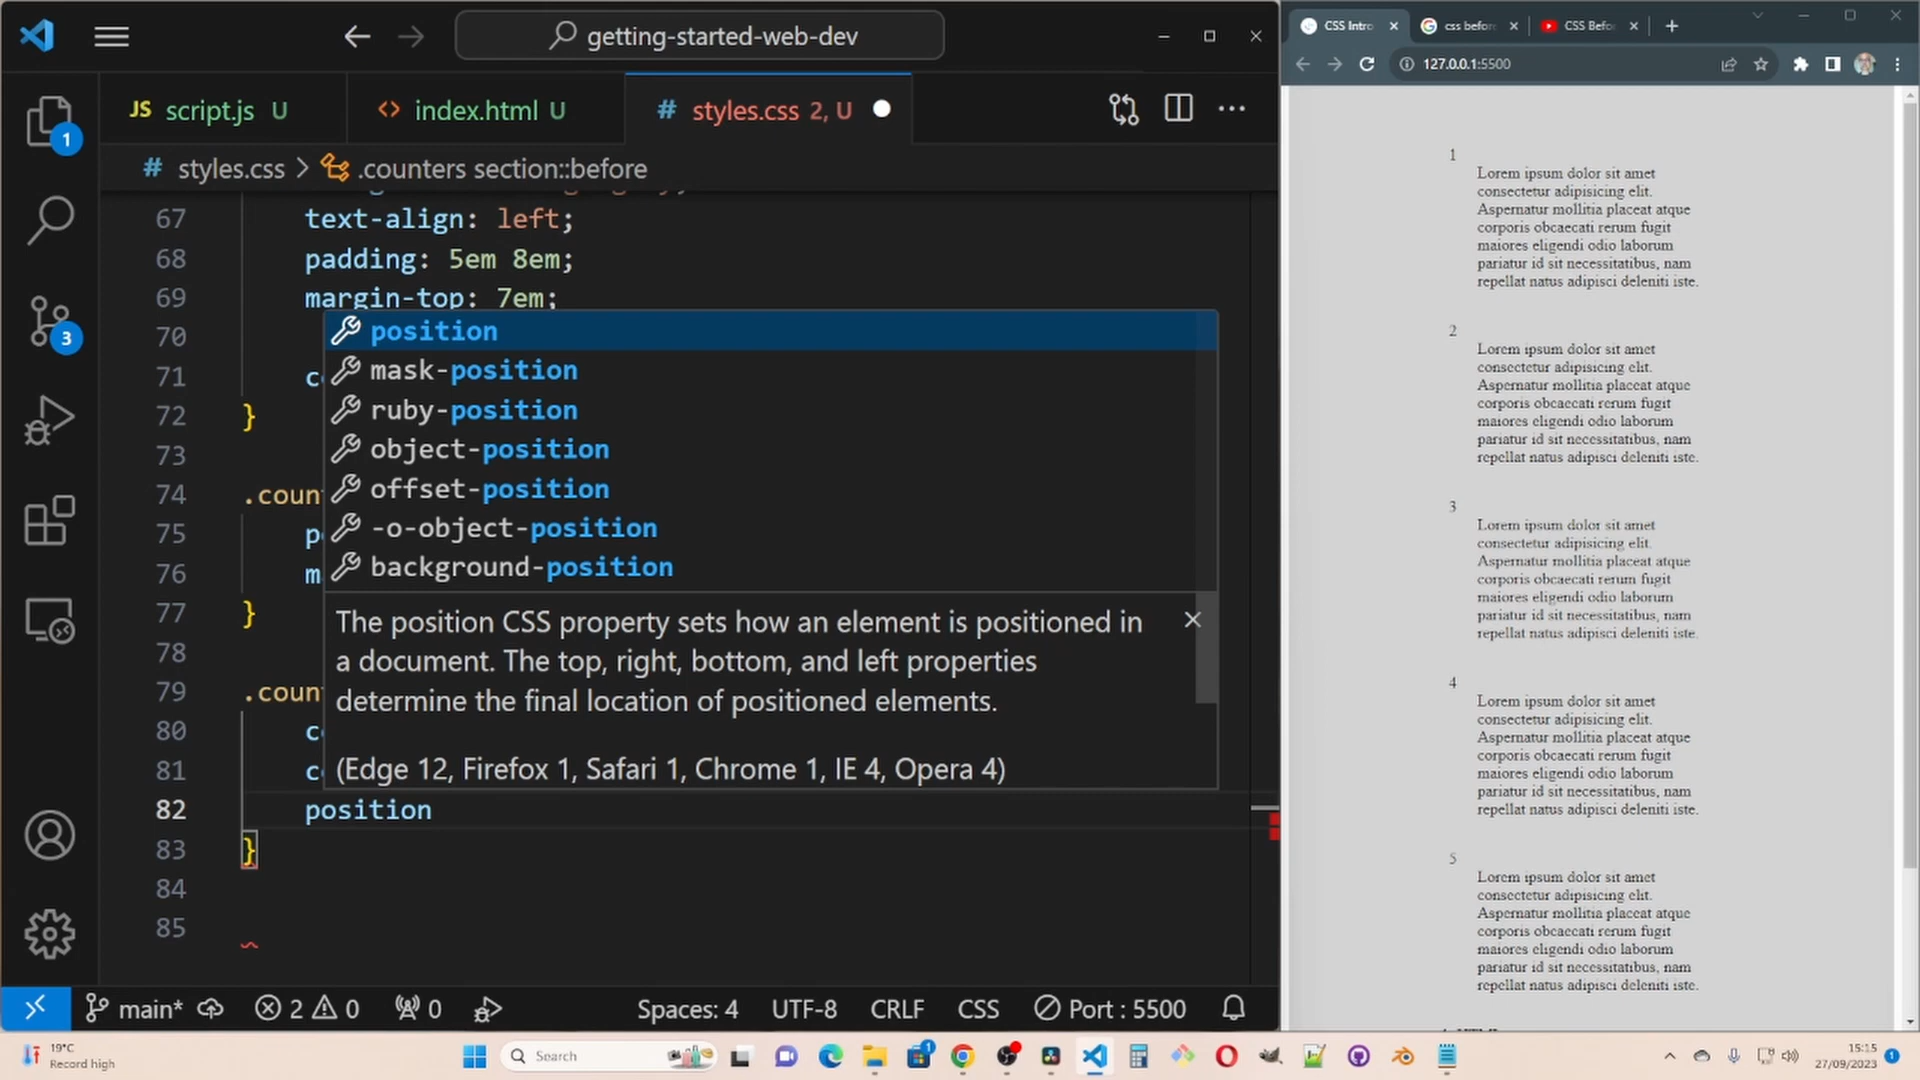 getting-started-web-dev
JS script.js U
<> index.html U
# styles.css 2, U
# styles.css > .counters section::before
67 text-align: left;
68 padding: 5em 8em;
69 margin-top: 7em;
70
71
72 }
73
74 .coun
75
76
77 }
78
79 .coun
80
81
82 position
83 }
84
85
position
mask-position
ruby-position
object-position
offset-position
-o-object-position
background-position
The position CSS property sets how an element is positioned in
a document. The top, right, bottom, and left properties
determine the final location of positioned elements.
(Edge 12, Firefox 1, Safari 1, Chrome 1, IE 4, Opera 4)
1
3
main* 2 0 0 Spaces: 4 UTF-8 CRLF CSS Port : 5500
CSS Intro
css before
CSS Befo
127.0.0.1:5500
1
Lorem ipsum dolor sit amet
consectetur adipisicing elit.
Aspernatur mollitia placeat atque
corporis obcaecati rerum fugit
maiores eligendi odio laborum
pariatur id sit necessitatibus, nam
repellat natus adipisci deleniti iste.
2
Lorem ipsum dolor sit amet
consectetur adipisicing elit.
Aspernatur mollitia placeat atque
corporis obcaecati rerum fugit
maiores eligendi odio laborum
pariatur id sit necessitatibus, nam
repellat natus adipisci deleniti iste.
3
Lorem ipsum dolor sit amet
consectetur adipisicing elit.
Aspernatur mollitia placeat atque
corporis obcaecati rerum fugit
maiores eligendi odio laborum
pariatur id sit necessitatibus, nam
repellat natus adipisci deleniti iste.
4
Lorem ipsum dolor sit amet
consectetur adipisicing elit.
Aspernatur mollitia placeat atque
corporis obcaecati rerum fugit
maiores eligendi odio laborum
pariatur id sit necessitatibus, nam
repellat natus adipisci deleniti iste.
5
Lorem ipsum dolor sit amet
consectetur adipisicing elit.
Aspernatur mollitia placeat atque
corporis obcaecati rerum fugit
maiores eligendi odio laborum
pariatur id sit necessitatibus, nam
repellat natus adipisci deleniti iste.
19°C
Record high
Search
1
15:15
27/09/2023
1